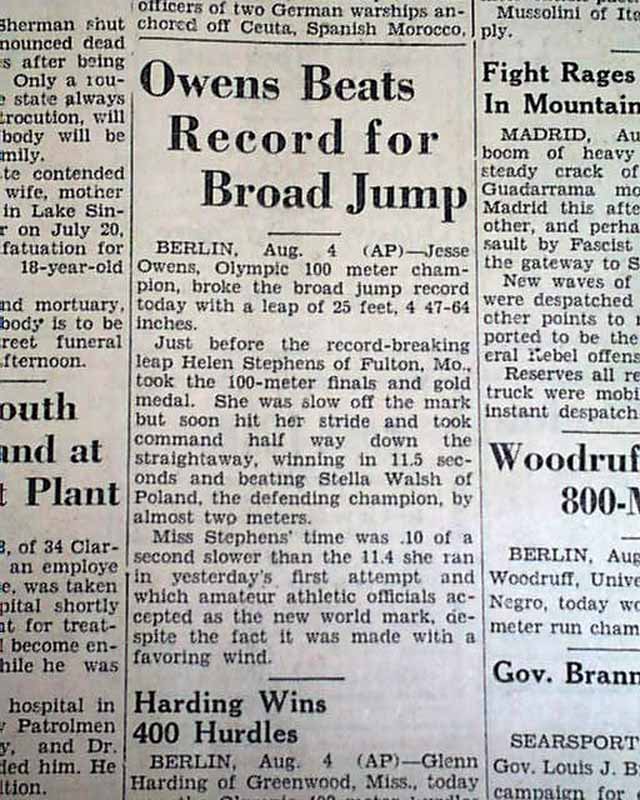 Sherman shut
nounced dead
s after being
Only a
e state always
trocution, will
body will be
mily.
te contended
wife, mother
in Lake Sin-
r on July 20,
fatuation for
18-year-old
nd mortuary,
body is to be
reet funeral
fternoon.
outh
and at
t Plant
3, of 34 Clar-
an employe
e, was taken
pital shortly
at for treat-
l become en-
hile he was
hospital in
y Patrolmen
y, and Dr.
ded him. He
ition.
officers of two German warships an-
chored off Ceuta, Spanish Morocco,
Owens Beats
Record for
Broad Jump
BERLIN, Aug. 4 (AP)—Jesse
Owens, Olympic 100 meter cham-
pion, broke the broad jump record
today with a leap of 25 feet, 4 47-64
inches.
Just before the record-breaking
leap Helen Stephens of Fulton, Mo.,
took the 100-meter finals and gold
medal. She was slow off the mark
but soon hit her stride and took
command half way down the
straightaway, winning in 11.5 sec-
onds and beating Stella Walsh of
Poland, the defending champion, by
almost two meters.
Miss Stephens' time was .10 of a
second slower than the 11.4 she ran
in yesterday's first attempt and
which amateur athletic officials ac-
cepted as the new world mark, de-
spite the fact it was made with a
favoring wind.
Harding Wins
400 Hurdles
BERLIN, Aug. 4 (AP)—Glenn
Harding of Greenwood, Miss., today
Mussolini of Ita
ply.
Fight Rages
In Mountain
MADRID, Au
boom of heavy
steady crack of
Guadarrama mo
Madrid this afte
other, and perha
sault by Fascist
the gateway to S
New waves of
were despatched
other points to r
ported to be the
eral Rebel offens
Reserves all re
truck were mobi
instant despatch
Woodruf
800-M
BERLIN, Aug
Woodruff, Unive
Negro, today wo
meter run cham
Gov. Brann
SEARSPORT
Gov. Louis J. B
campaign for